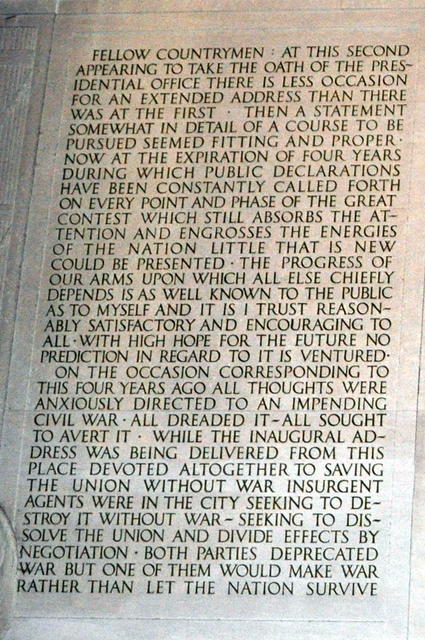 FELLOW COUNTRYMEN : AT THIS SECOND
APPEARING TO TAKE THE OATH OF THE PRES-
IDENTIAL OFFICE THERE IS LESS OCCASION
FOR AN EXTENDED ADDRESS THAN THERE
WAS AT THE FIRST · THEN A STATEMENT
SOMEWHAT IN DETAIL OF A COURSE TO BE
PURSUED SEEMED FITTING AND PROPER ·
NOW AT THE EXPIRATION OF FOUR YEARS
DURING WHICH PUBLIC DECLARATIONS
HAVE BEEN CONSTANTLY CALLED FORTH
ON EVERY POINT AND PHASE OF THE GREAT
CONTEST WHICH STILL ABSORBS THE AT-
TENTION AND ENGROSSES THE ENERGIES
OF THE NATION LITTLE THAT IS NEW
COULD BE PRESENTED · THE PROGRESS OF
OUR ARMS UPON WHICH ALL ELSE CHIEFLY
DEPENDS IS AS WELL KNOWN TO THE PUBLIC
AS TO MYSELF AND IT IS I TRUST REASON-
ABLY SATISFACTORY AND ENCOURAGING TO
ALL · WITH HIGH HOPE FOR THE FUTURE NO
PREDICTION IN REGARD TO IT IS VENTURED ·
ON THE OCCASION CORRESPONDING TO
THIS FOUR YEARS AGO ALL THOUGHTS WERE
ANXIOUSLY DIRECTED TO AN IMPENDING
CIVIL WAR · ALL DREADED IT – ALL SOUGHT
TO AVERT IT · WHILE THE INAUGURAL AD-
DRESS WAS BEING DELIVERED FROM THIS
PLACE DEVOTED ALTOGETHER TO SAVING
THE UNION WITHOUT WAR INSURGENT
AGENTS WERE IN THE CITY SEEKING TO DE-
STROY IT WITHOUT WAR – SEEKING TO DIS-
SOLVE THE UNION AND DIVIDE EFFECTS BY
NEGOTIATION · BOTH PARTIES DEPRECATED
WAR BUT ONE OF THEM WOULD MAKE WAR
RATHER THAN LET THE NATION SURVIVE